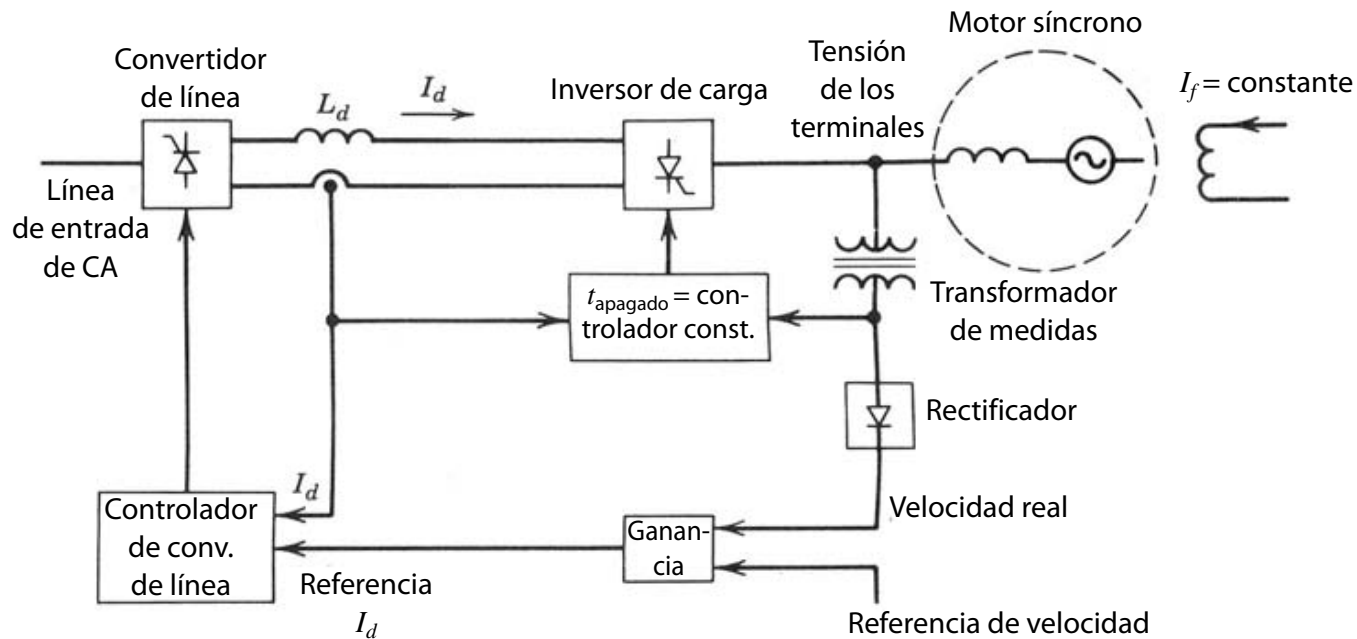 Motor síncrono
Convertidor
de línea
Tensión
de los
terminales
L_d
I_d
Inversor de carga
I_f = constante
Línea
de entrada
de CA
t_apagado = con-
trolador const.
Transformador
de medidas
Rectificador
I_d
Velocidad real
Controlador
de conv.
de línea
Ganan-
cia
Referencia
I_d
Referencia de velocidad